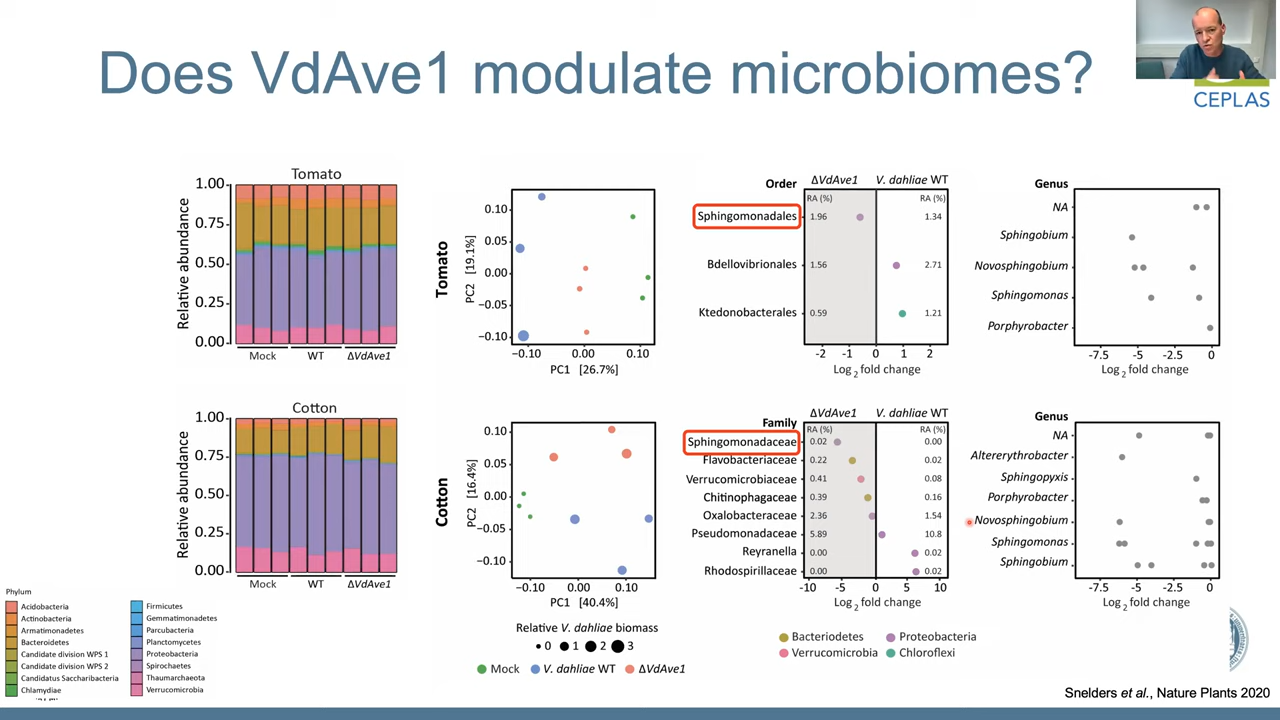 Does VdAve1 modulate microbiomes?
CEPLAS
Tomato
Relative abundance
1.00
0.75
0.50
0.25
0.00
Mock
WT
ΔVdAve1
Tomato
PC2 [19.1%]
0.10
0.05
0.00
−0.05
−0.10
−0.10 0.00 0.10
PC1 [26.7%]
Order ΔVdAve1 V. dahliae WT
RA (%) RA (%)
Sphingomonadales 1.96 1.34
Bdellovibrionales 1.56 2.71
Ktedonobacterales 0.59 1.21
-2 -1 0 1 2
Log2 fold change
Genus
NA
Sphingobium
Novosphingobium
Sphingomonas
Porphyrobacter
-7.5 -5 -2.5 0
Log2 fold change
Cotton
Relative abundance
1.00
0.75
0.50
0.25
0.00
Mock
WT
ΔVdAve1
Cotton
PC2 [16.4%]
0.10
0.05
0.00
−0.05
−0.10
−0.10 0.00 0.10
PC1 [40.4%]
Family ΔVdAve1 V. dahliae WT
RA (%) RA (%)
Sphingomonadaceae 0.02 0.00
Flavobacteriaceae 0.22 0.02
Verrucomicrobiaceae 0.41 0.08
Chitinophagaceae 0.39 0.16
Oxalobacteraceae 2.36 1.54
Pseudomonadaceae 5.89 10.8
Reyranella 0.00 0.02
Rhodospirillaceae 0.00 0.02
-10 -5 0 5 10
Log2 fold change
Genus
NA
Altererythrobacter
Sphingopyxis
Porphyrobacter
Novosphingobium
Sphingomonas
Sphingobium
-7.5 -5 -2.5 0
Log2 fold change
Phylum
Acidobacteria
Actinobacteria
Armatimonadetes
Bacteroidetes
Candidate division WPS 1
Candidate division WPS 2
Candidatus Saccharibacteria
Chlamydiae
Firmicutes
Gemmatimonadetes
Parcubacteria
Planctomycetes
Proteobacteria
Spirochaetes
Thaumarchaeota
Verrucomicrobia
Relative V. dahliae biomass
0 1 2 3
Mock V. dahliae WT ΔVdAve1
Bacteriodetes Proteobacteria
Verrucomicrobia Chloroflexi
Snelders et al., Nature Plants 2020